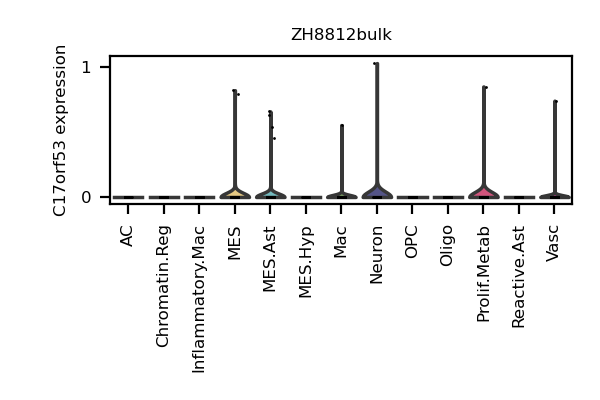 ZH8812bulk
C17orf53 expression
1
0
AC
Chromatin.Reg
Inflammatory.Mac
MES
MES.Ast
MES.Hyp
Mac
Neuron
OPC
Oligo
Prolif.Metab
Reactive.Ast
Vasc